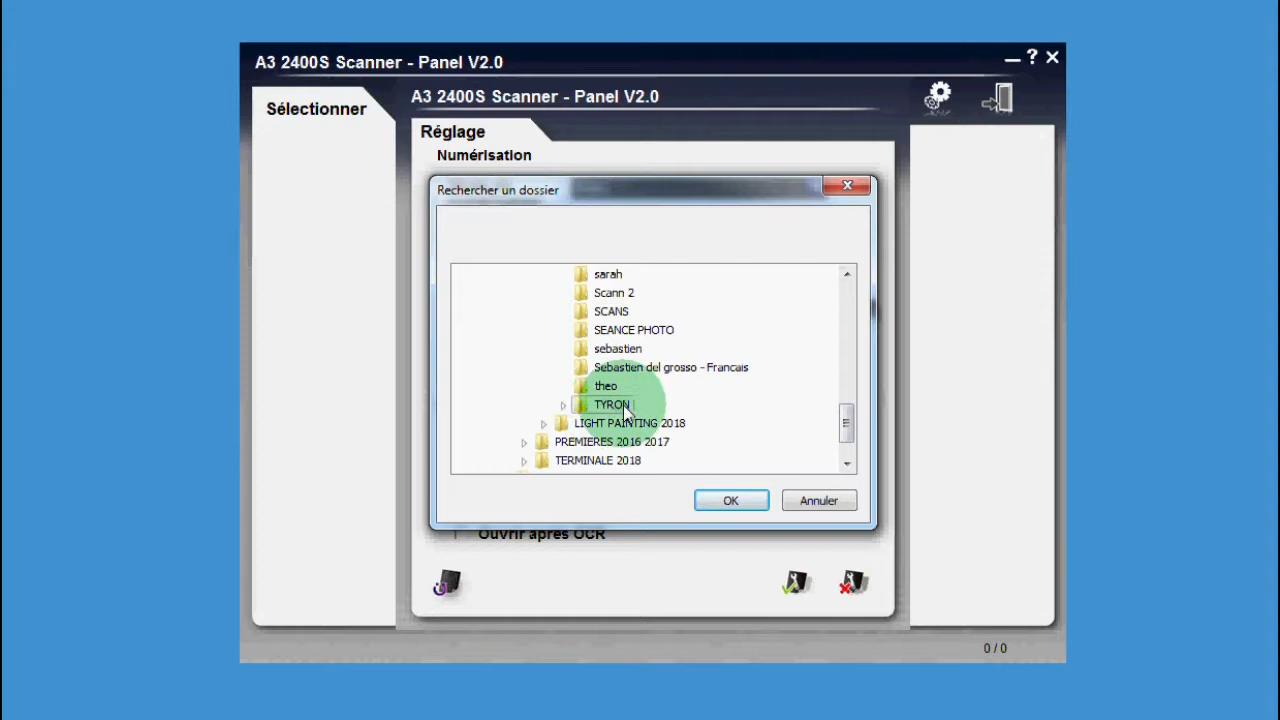 A3 2400S Scanner - Panel V2.0
?
Sélectionner
A3 2400S Scanner - Panel V2.0
Réglage
Numérisation
Rechercher un dossier
sarah
Scann 2
SCANS
SEANCE PHOTO
sebastien
Sebastien del grosso - Francais
theo
TYRON
LIGHT PAINTING 2018
PREMIERES 2016 2017
TERMINALE 2018
OK
Annuler
Ouvrir après OCR
0 / 0